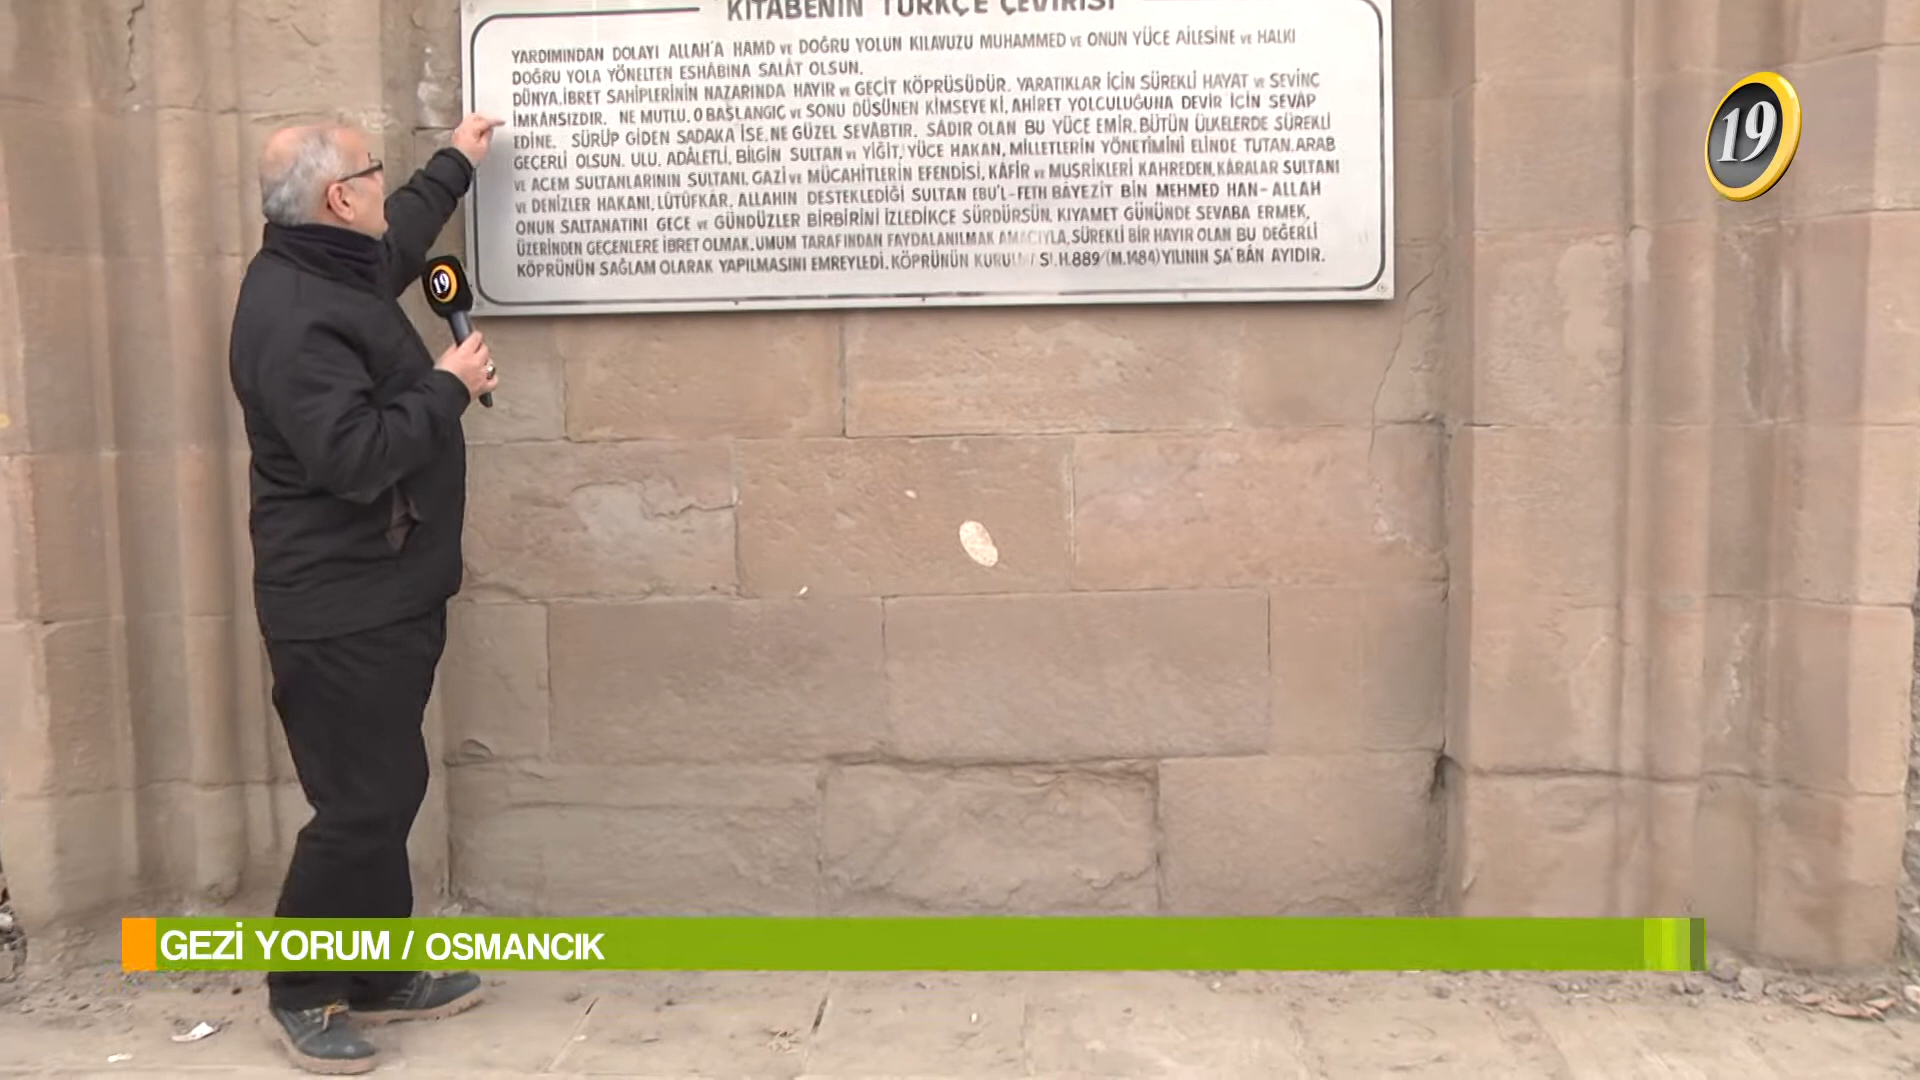 KİTABENİN TÜRKÇE ÇEVİRİSİ
YARDIMINDAN DOLAYI ALLAH'A HAMD ve DOĞRU YOLUN KILAVUZU MUHAMMED ve ONUN YÜCE AİLESİNE ve HALKI
DOĞRU YOLA YÖNELTEN ESHÂBINA SALÂT OLSUN.
DÜNYA, İBRET SAHİPLERİNİN NAZARINDA HAYIR ve GEÇİT KÖPRÜSÜDÜR. YARATIKLAR İÇİN SÜREKLİ HAYAT ve SEVİNÇ
İMKÂNSIZDIR. NE MUTLU, O BAŞLANGIÇ ve SONU DÜŞÜNEN KİMSEYE Kİ, AHİRET YOLCULUĞUNA DEVİR İÇİN SEVAP
EDİNE. SÜRÜP GİDEN SADAKA İSE, NE GÜZEL SEVÂBTIR. SÂDIR OLAN BU YÜCE EMİR, BÜTÜN ÜLKELERDE SÜREKLİ
GEÇERLİ OLSUN. ULU, ADÂLETLİ, BİLGİN SULTAN ve YİĞİT, YÜCE HAKAN, MİLLETLERİN YÖNETİMİNİ ELİNDE TUTAN, ARAB
ve ACEM SULTANLARININ SULTANI, GAZİ ve MÜCAHİTLERİN EFENDİSİ, KÂFİR ve MUŞRİKLERİ KAHREDEN, KARALAR SULTANI
ve DENİZLER HAKANI, LÛTÜFKÂR, ALLAHIN DESTEKLEDİĞİ SULTAN EBU'L-FETH BÂYEZİT BİN MEHMED HAN- ALLAH
ONUN SALTANATINI GECE ve GÜNDÜZLER BİRBİRİNİ İZLEDİKÇE SÜRDÜRSÜN. KIYAMET GÜNÜNDE SEVABA ERMEK,
ÜZERİNDEN GEÇENLERE İBRET OLMAK, UMUM TARAFINDAN FAYDALANILMAK AMACIYLA, SÜREKLİ BİR HAYIR OLAN BU DEĞERLİ
KÖPRÜNÜN SAĞLAM OLARAK YAPILMASINI EMREYLEDİ. KÖPRÜNÜN H.889 (M.1484) YILININ ŞA'BÂN AYIDIR.
19
19
GEZİ YORUM / OSMANCIK